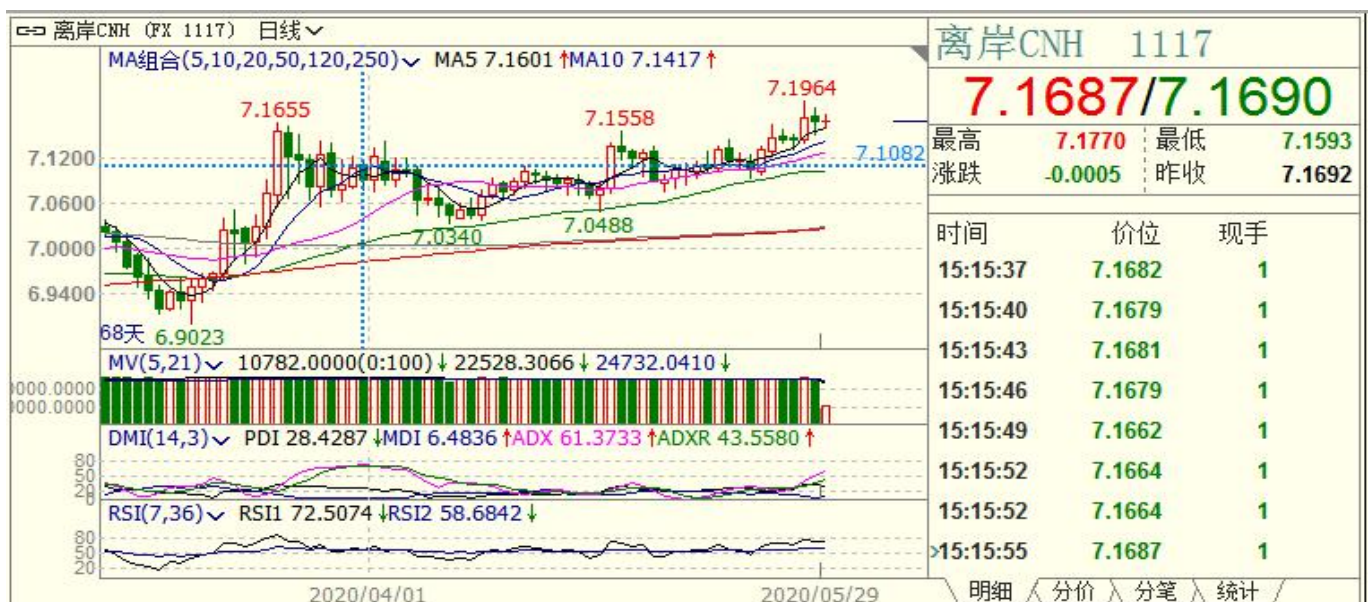 离岸CNH (FX 1117) 日线
MA组合(5,10,20,50,120,250) MA5 7.1601 ↑MA10 7.1417 ↑
7.1964
7.1655
7.1558
7.1200
7.1082
7.0600
7.0340
7.0488
7.0000
6.9400
68天 6.9023
MV(5,21) 10782.0000(0:100)↓ 22528.3066↓ 24732.0410↓
0000.0000
0000.0000
DMI(14,3) PDI 28.4287 ↓MDI 6.4836 ↑ADX 61.3733 ↑ADXR 43.5580 ↑
80
50
20
0
RSI(7,36) RSI1 72.5074 ↓RSI2 58.6842↓
80
50
20
2020/04/01 2020/05/29
离岸CNH 1117
7.1687/7.1690
最高 7.1770 最低 7.1593
涨跌 -0.0005 昨收 7.1692
时间 价位 现手
15:15:37 7.1682 1
15:15:40 7.1679 1
15:15:43 7.1681 1
15:15:46 7.1679 1
15:15:49 7.1662 1
15:15:52 7.1664 1
15:15:52 7.1664 1
>15:15:55 7.1687 1
明细 分价 分笔 统计